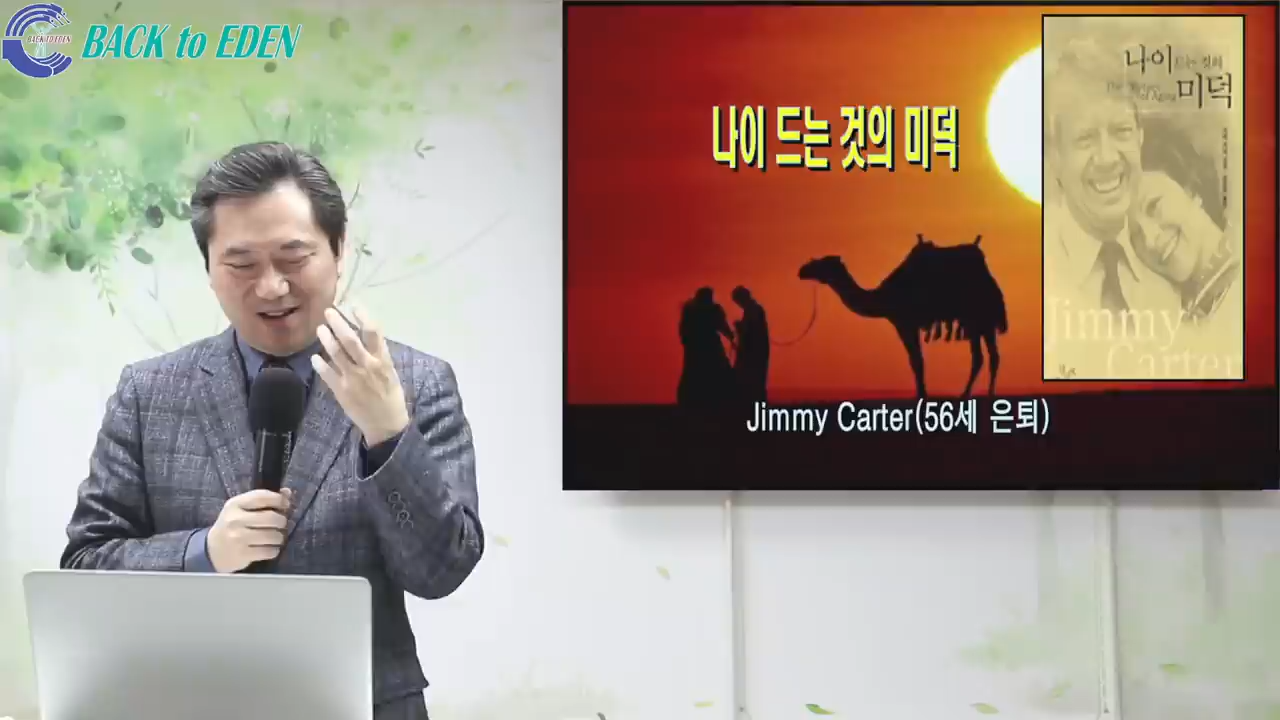 BACK to EDEN
나이 드는 것의 미덕
나이 드는 것의
미덕
Jimmy
Carter
Jimmy Carter(56세 은퇴)